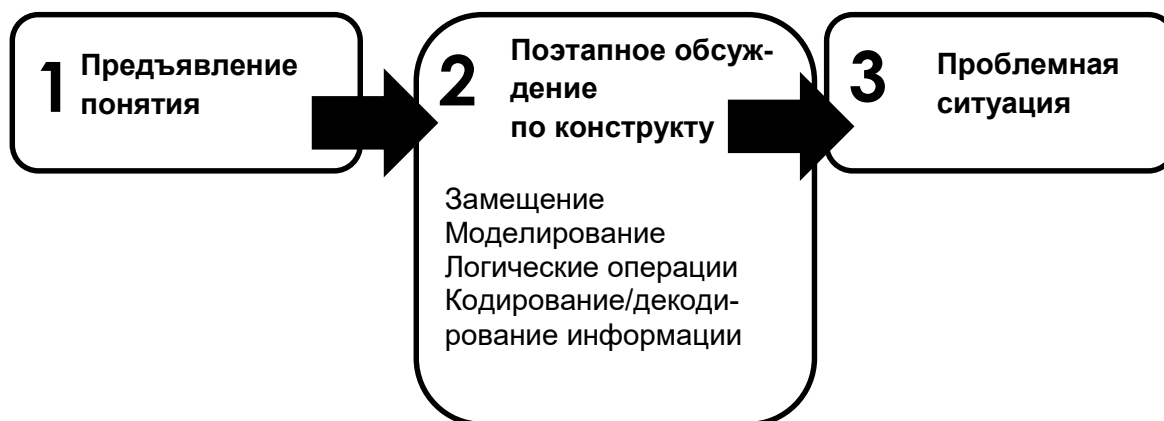 1 Предъявление
понятия
2 Поэтапное обсуж-
дение
по конструкту
Замещение
Моделирование
Логические операции
Кодирование/декоди-
рование информации
3 Проблемная
ситуация